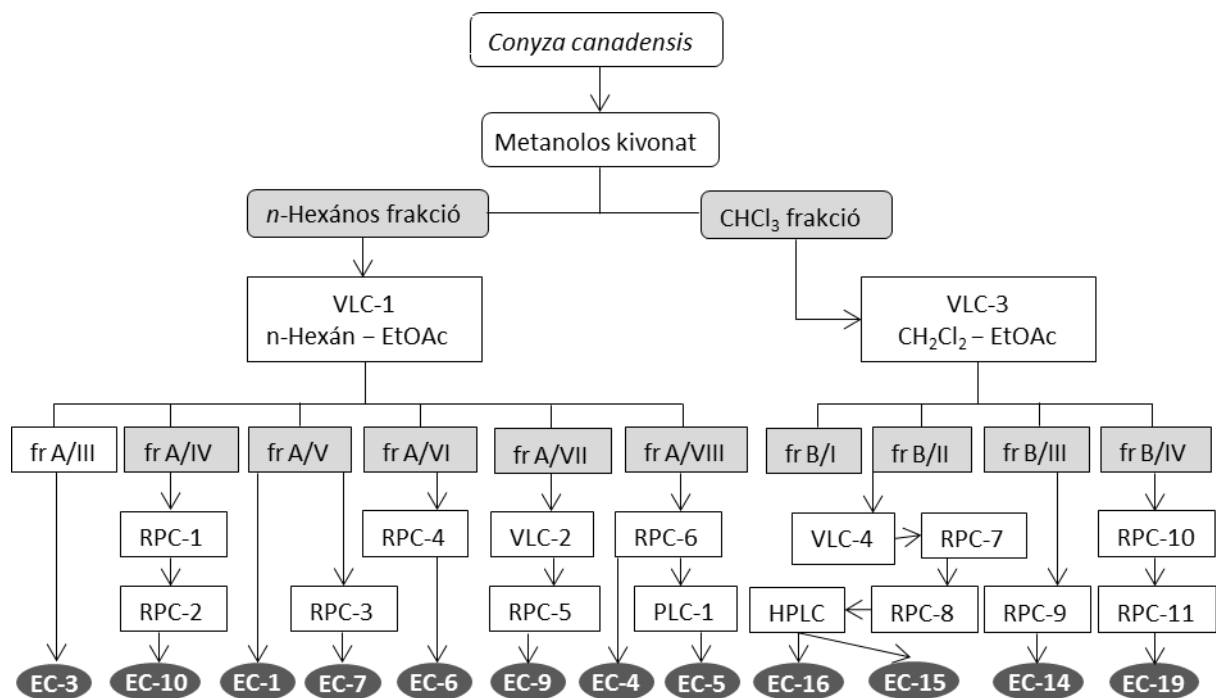 Conyza canadensis
Metanolos kivonat
n-Hexános frakció
CHCl₃ frakció
VLC-1
n-Hexán – EtOAc
VLC-3
CH₂Cl₂ – EtOAc
fr A/III
fr A/IV
fr A/V
fr A/VI
fr A/VII
fr A/VIII
fr B/I
fr B/II
fr B/III
fr B/IV
RPC-1
RPC-4
VLC-2
RPC-6
VLC-4
RPC-7
RPC-10
RPC-2
RPC-3
RPC-5
PLC-1
HPLC
RPC-8
RPC-9
RPC-11
EC-3
EC-10
EC-1
EC-7
EC-6
EC-9
EC-4
EC-5
EC-16
EC-15
EC-14
EC-19